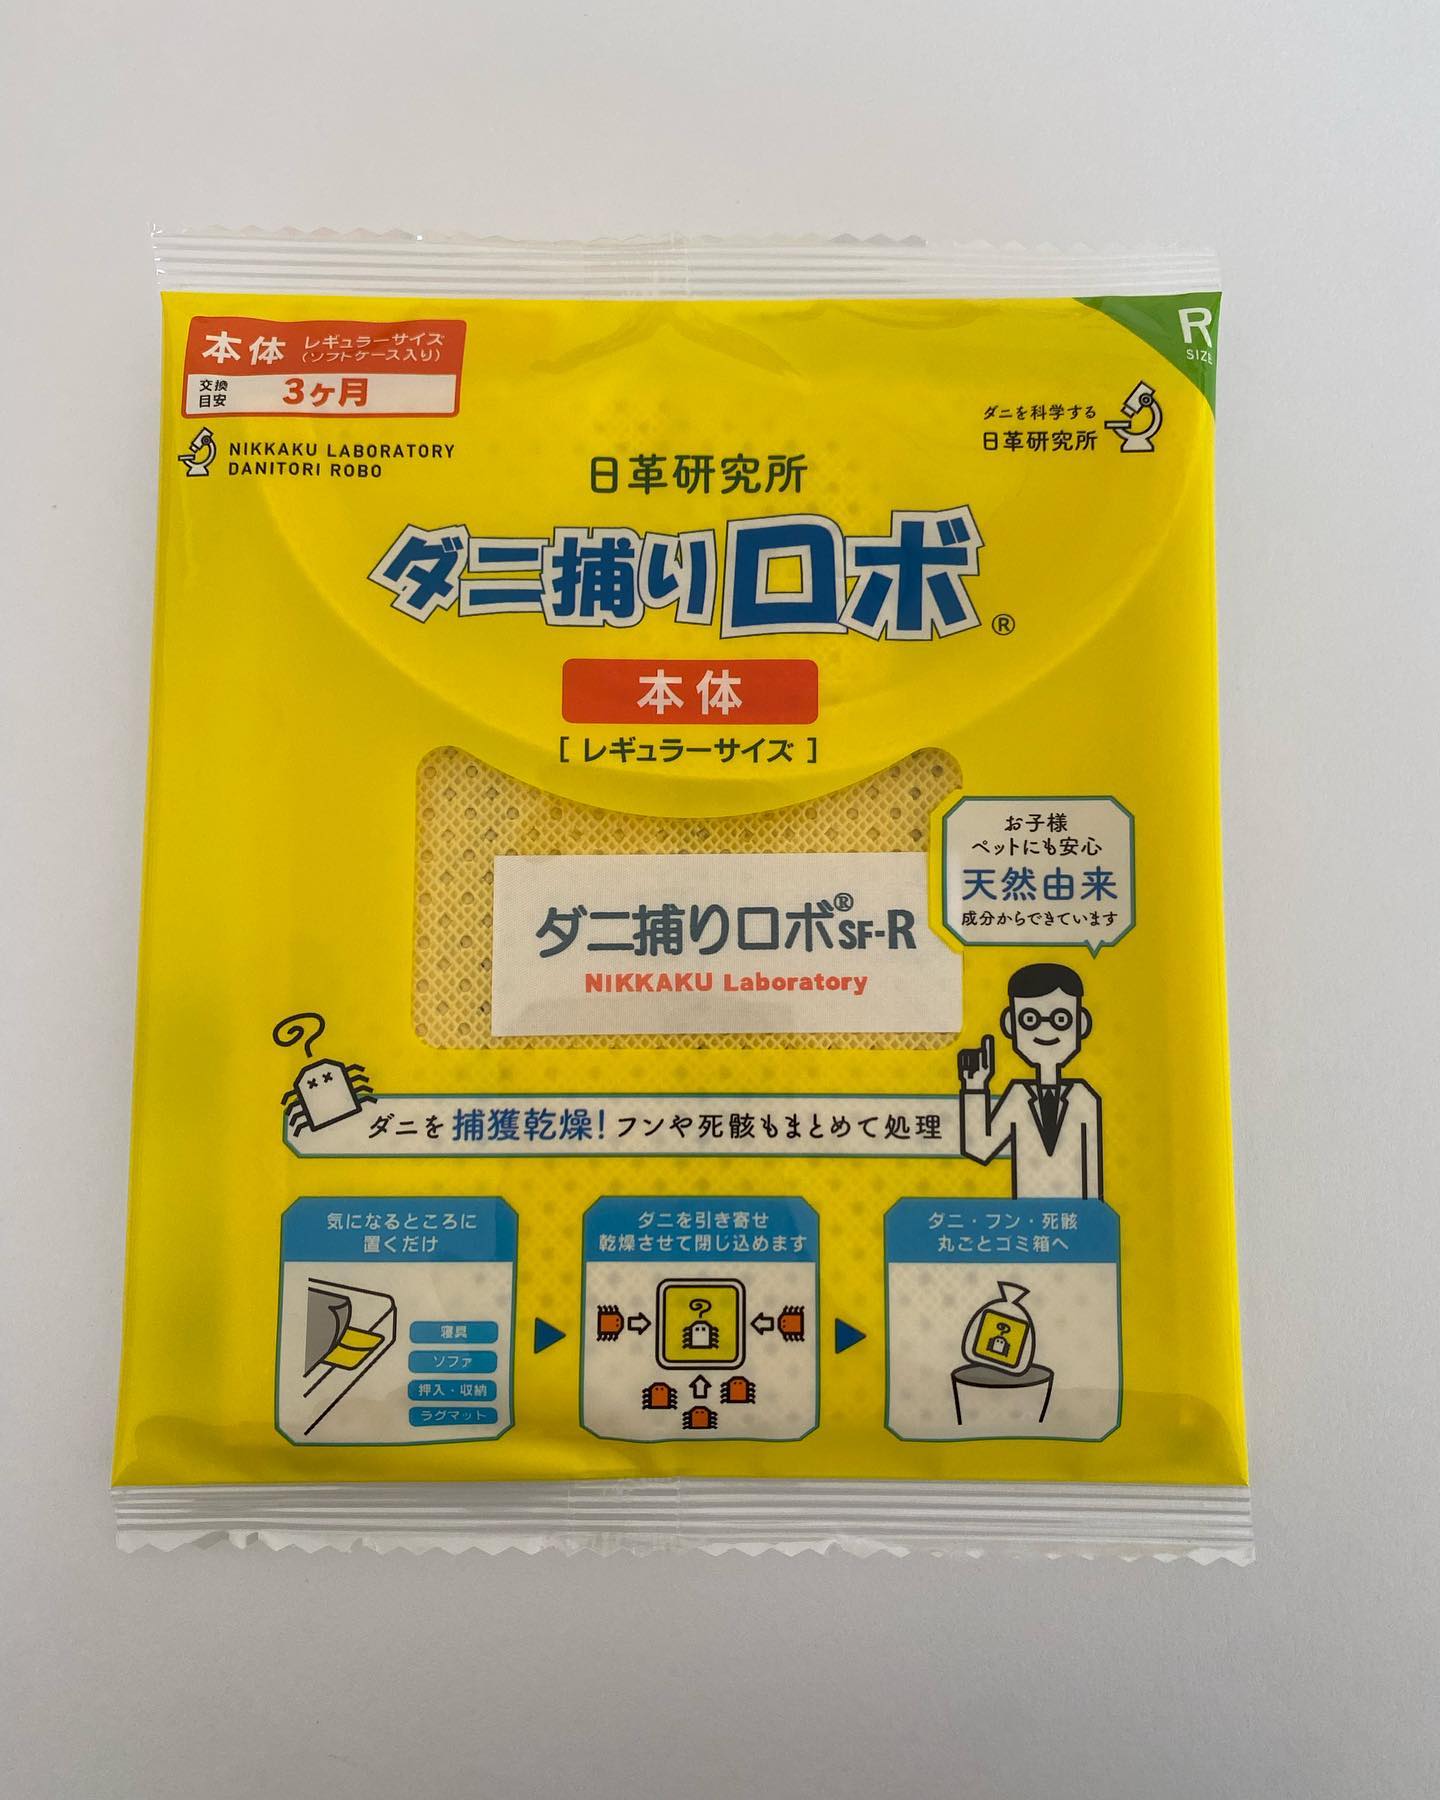 本体 レギュラーサイズ
(ソフトケース入り)
交換
目安 3ヶ月
R
SIZE
NIKKAKU LABORATORY
DANITORI ROBO
ダニを科学する
日革研究所
日革研究所
ダニ捕りロボ®
本体
[ レギュラーサイズ ]
お子様
ペットにも安心
天然由来
成分からできています
ダニ捕りロボ®SF-R
NIKKAKU Laboratory
ダニを捕獲乾燥!フンや死骸もまとめて処理
気になるところに
置くだけ
寝具
ソファ
押入・収納
ラグマット
ダニを引き寄せ
乾燥させて閉じ込めます
ダニ・フン・死骸
丸ごとゴミ箱へ